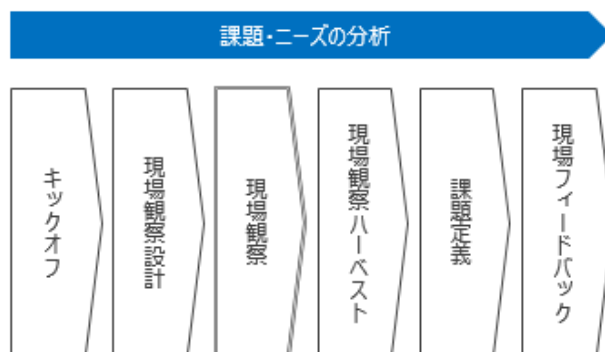 課題・ニーズの分析
キックオフ
現場観察設計
現場観察
現場観察ハーベスト
課題定義
現場フィードバック